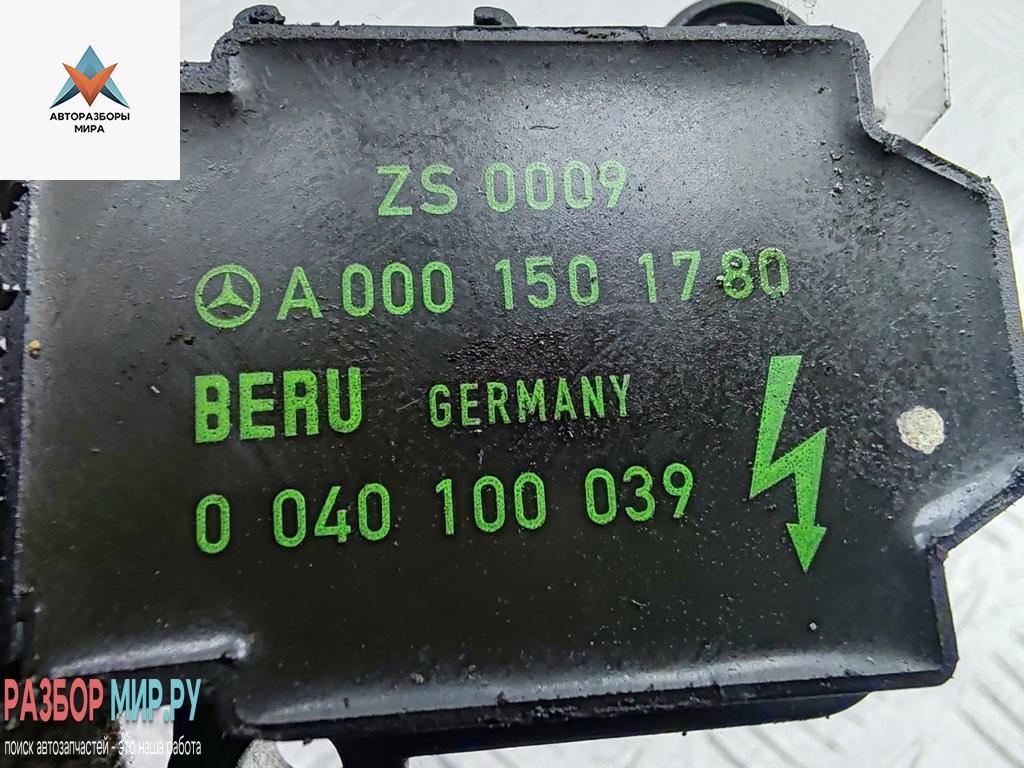 АВТОРАЗБОРЫ
МИРА
ZS 0009
A 000 150 17 80
BERU GERMANY
0 040 100 039
РАЗБОР МИР.РУ
поиск автозапчастей - это наша работа